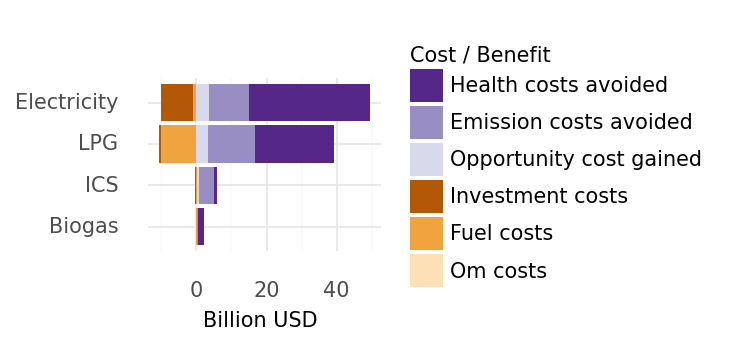 Electricity
LPG
ICS
Biogas
0 20 40
Billion USD
Cost / Benefit
Health costs avoided
Emission costs avoided
Opportunity cost gained
Investment costs
Fuel costs
Om costs